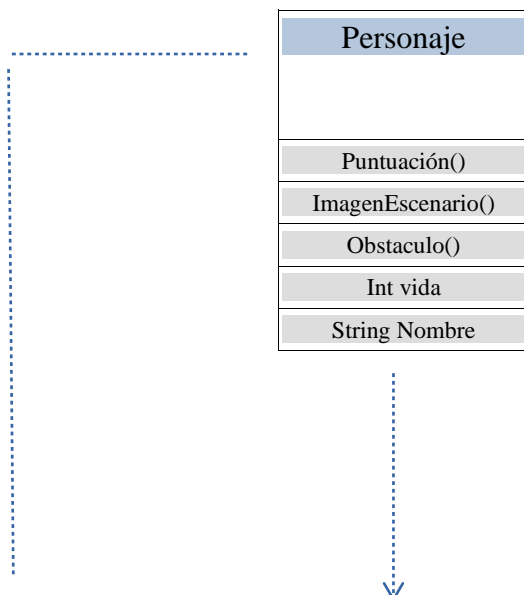 Personaje
Puntuación()
ImagenEscenario()
Obstaculo()
Int vida
String Nombre